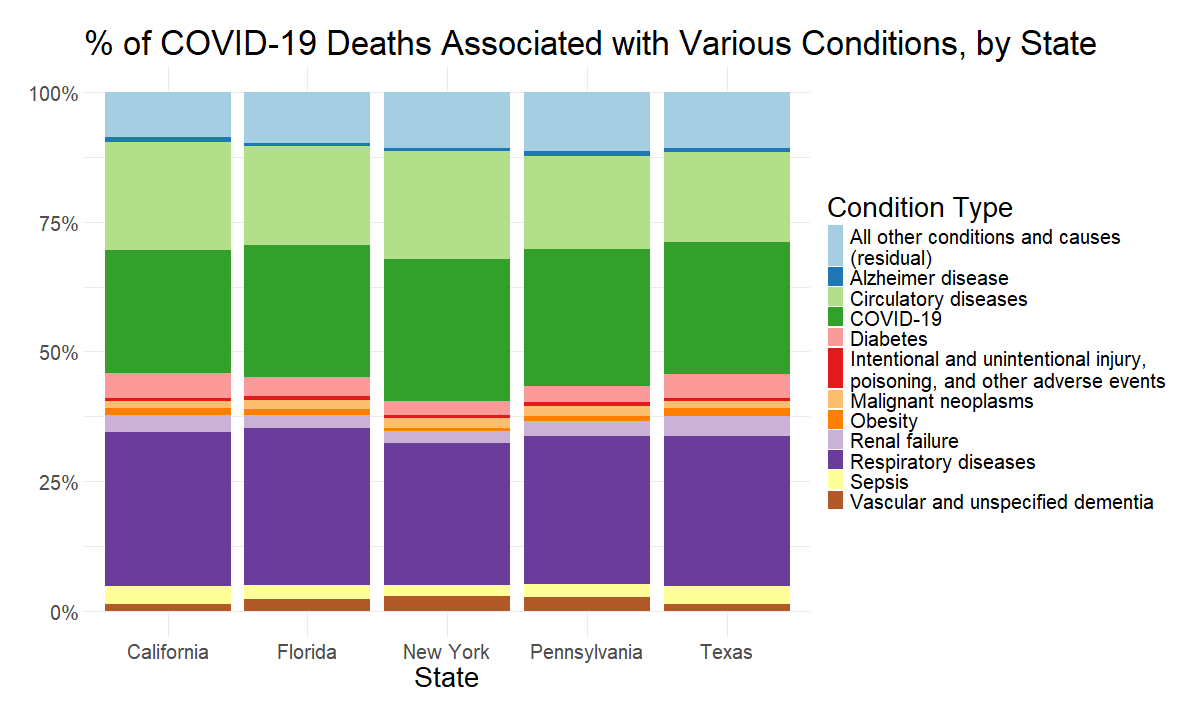 % of COVID-19 Deaths Associated with Various Conditions, by State
100%
75%
50%
25%
0%
California Florida New York Pennsylvania Texas
State
Condition Type
All other conditions and causes
(residual)
Alzheimer disease
Circulatory diseases
COVID-19
Diabetes
Intentional and unintentional injury,
poisoning, and other adverse events
Malignant neoplasms
Obesity
Renal failure
Respiratory diseases
Sepsis
Vascular and unspecified dementia